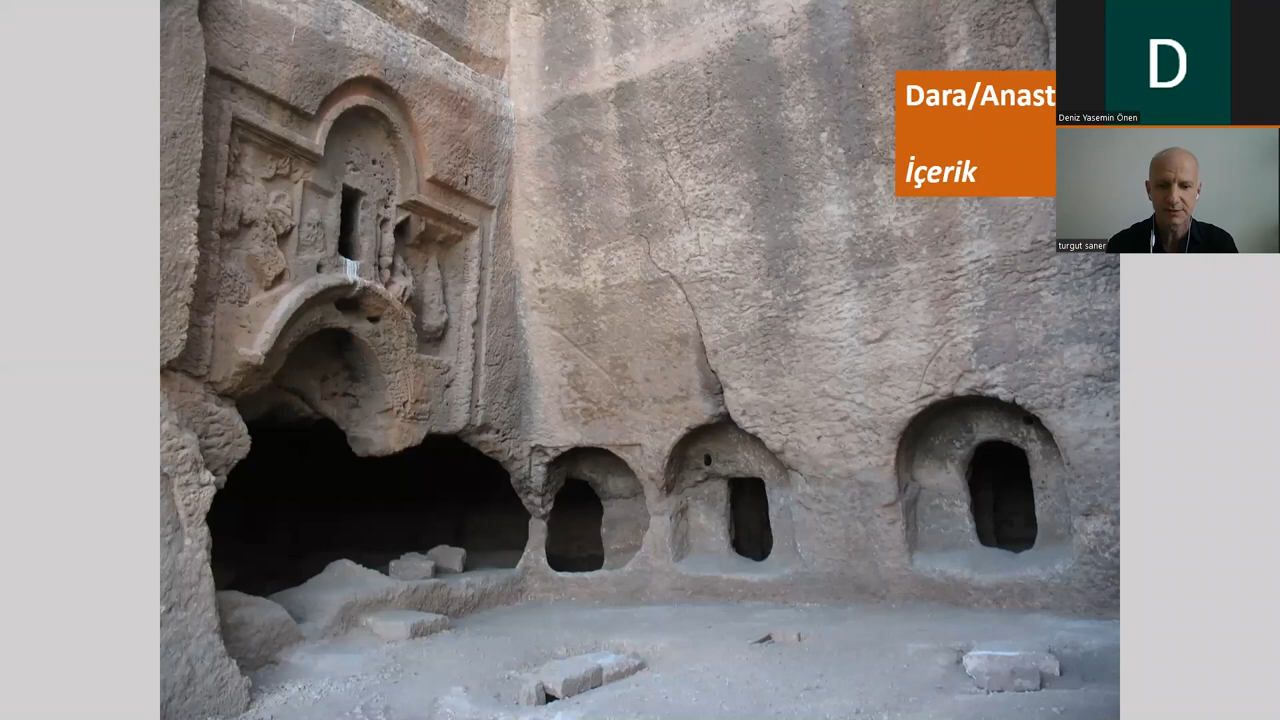 Dara/Anast
İçerik
D
Deniz Yasemin Önen
turgut saner